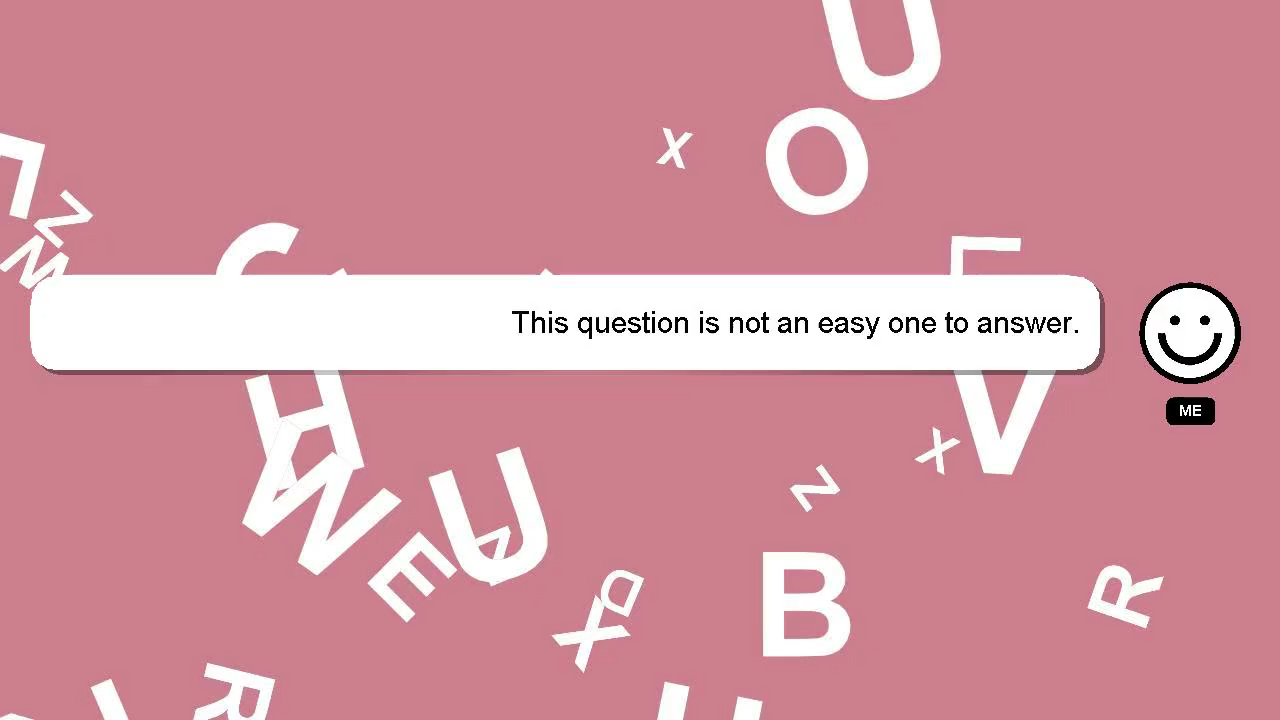 U
O
X
Z
M
C
This question is not an easy one to answer.
ME
H
V
X
W
U
Z
N
E
D
X
B
R
R